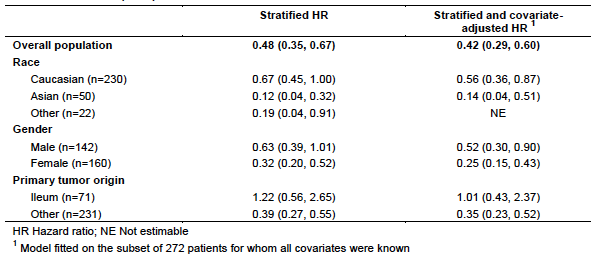 Stratified HR Stratified and covariate-
adjusted HR 1
Overall population 0.48 (0.35, 0.67) 0.42 (0.29, 0.60)
Race
Caucasian (n=230) 0.67 (0.45, 1.00) 0.56 (0.36, 0.87)
Asian (n=50) 0.12 (0.04, 0.32) 0.14 (0.04, 0.51)
Other (n=22) 0.19 (0.04, 0.91) NE
Gender
Male (n=142) 0.63 (0.39, 1.01) 0.52 (0.30, 0.90)
Female (n=160) 0.32 (0.20, 0.52) 0.25 (0.15, 0.43)
Primary tumor origin
Ileum (n=71) 1.22 (0.56, 2.65) 1.01 (0.43, 2.37)
Other (n=231) 0.39 (0.27, 0.55) 0.35 (0.23, 0.52)
HR Hazard ratio; NE Not estimable
1 Model fitted on the subset of 272 patients for whom all covariates were known